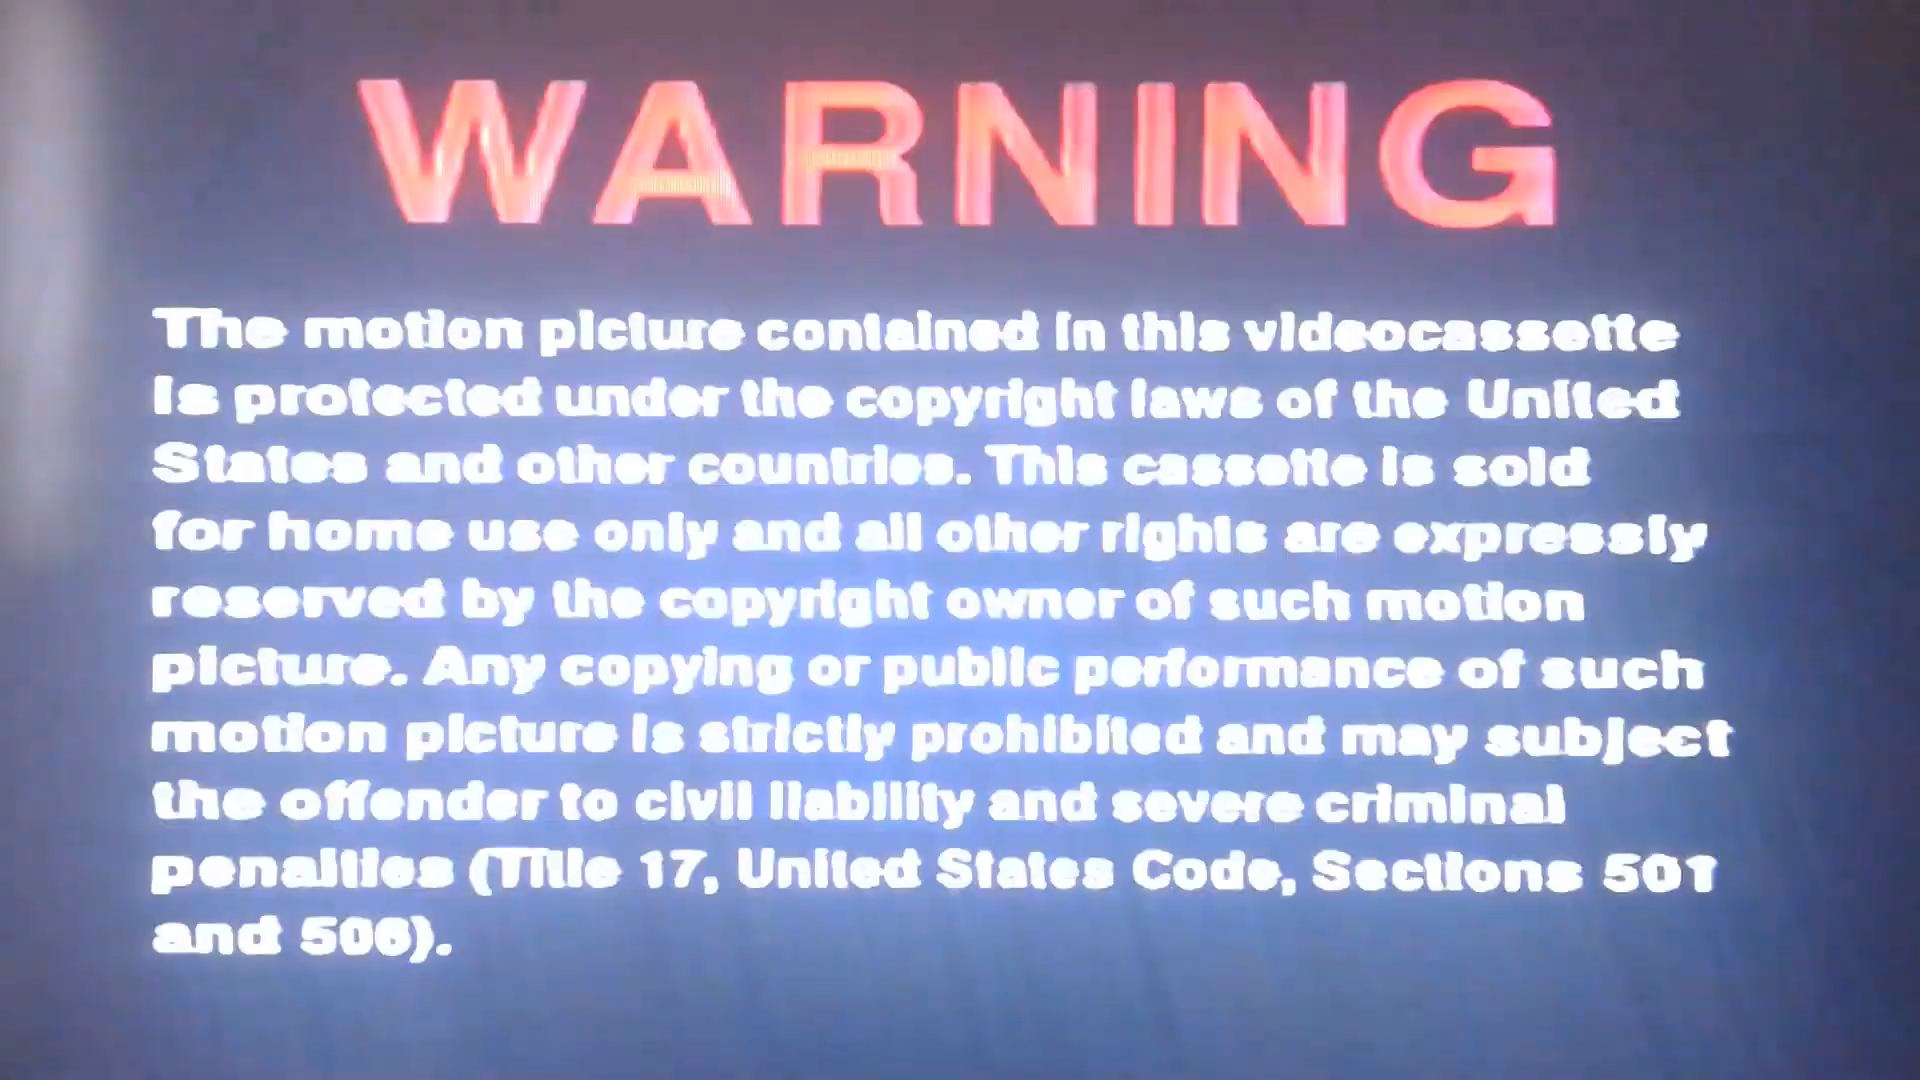 WARNING
The motion picture contained in this videocassette
is protected under the copyright laws of the United
States and other countries. This cassette is sold
for home use only and all other rights are expressly
reserved by the copyright owner of such motion
picture. Any copying or public performance of such
motion picture is strictly prohibited and may subject
the offender to civil liability and severe criminal
penalties (Title 17, United States Code, Sections 501
and 506).